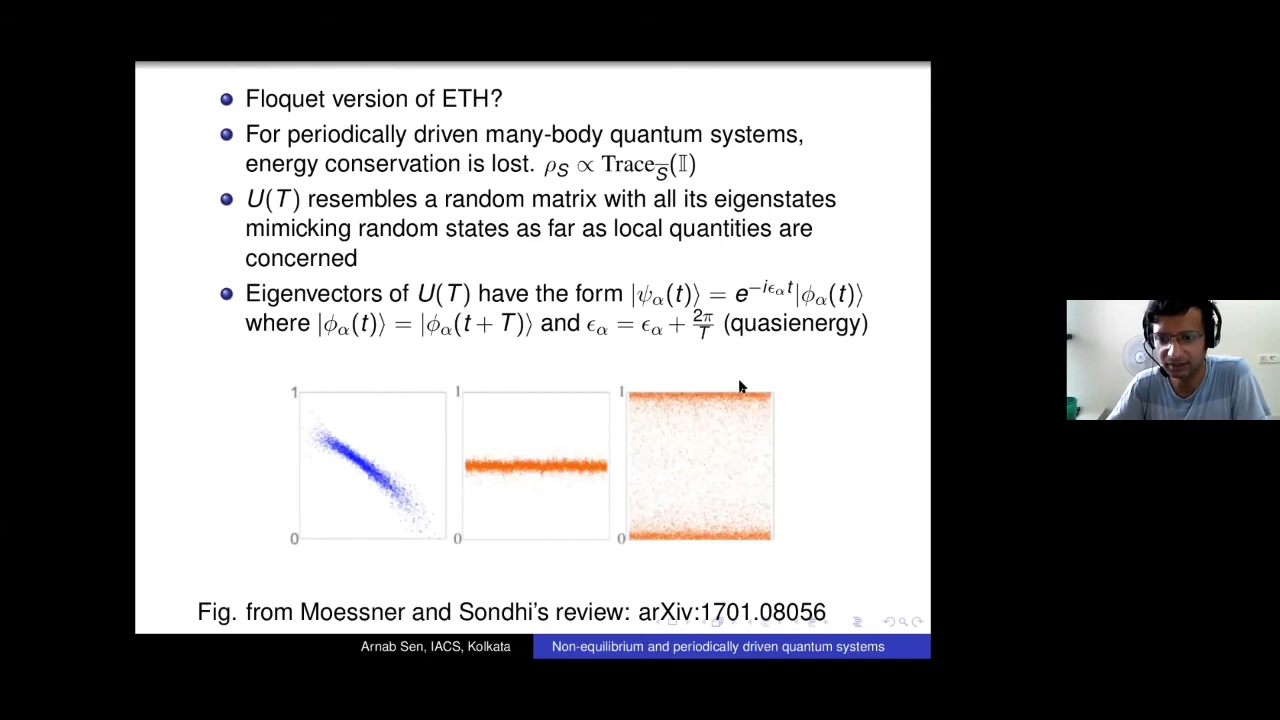 Floquet version of ETH?
For periodically driven many-body quantum systems,
energy conservation is lost. ρ_S ∝ Trace_S̅(𝕀)
U(T) resembles a random matrix with all its eigenstates
mimicking random states as far as local quantities are
concerned
Eigenvectors of U(T) have the form |ψ_α(t)⟩ = e^{-iϵ_α t}|ϕ_α(t)⟩
where |ϕ_α(t)⟩ = |ϕ_α(t + T)⟩ and ϵ_α = ϵ_α + 2π/T (quasienergy)
1 1 1
0 0 0
Fig. from Moessner and Sondhi's review: arXiv:1701.08056
Arnab Sen, IACS, Kolkata Non-equilibrium and periodically driven quantum systems